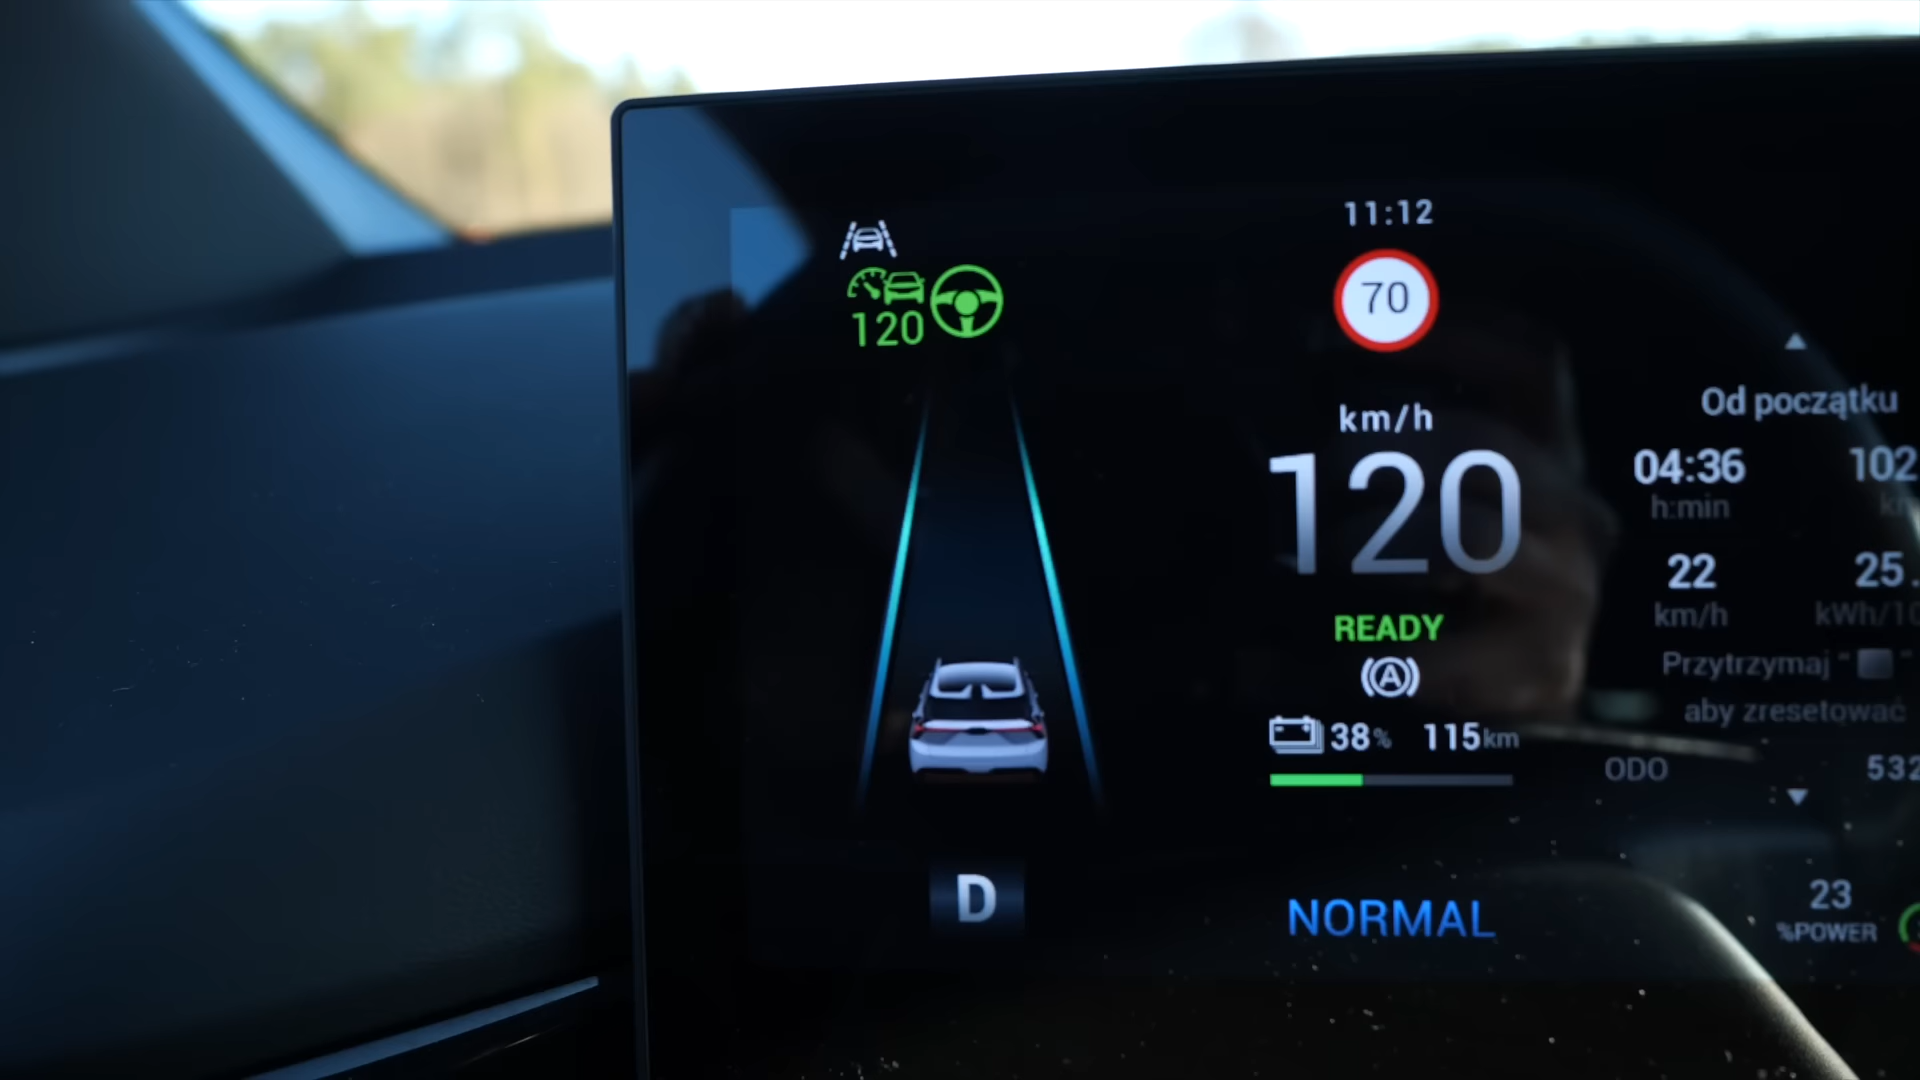 11:12
70
120
km/h
120
READY
A
38% 115km
D
NORMAL
Od początku
04:36 102
h:min
22 25.
km/h kWh/10
Przytrzymaj " "
aby zresetować
ODO 532
23
%POWER